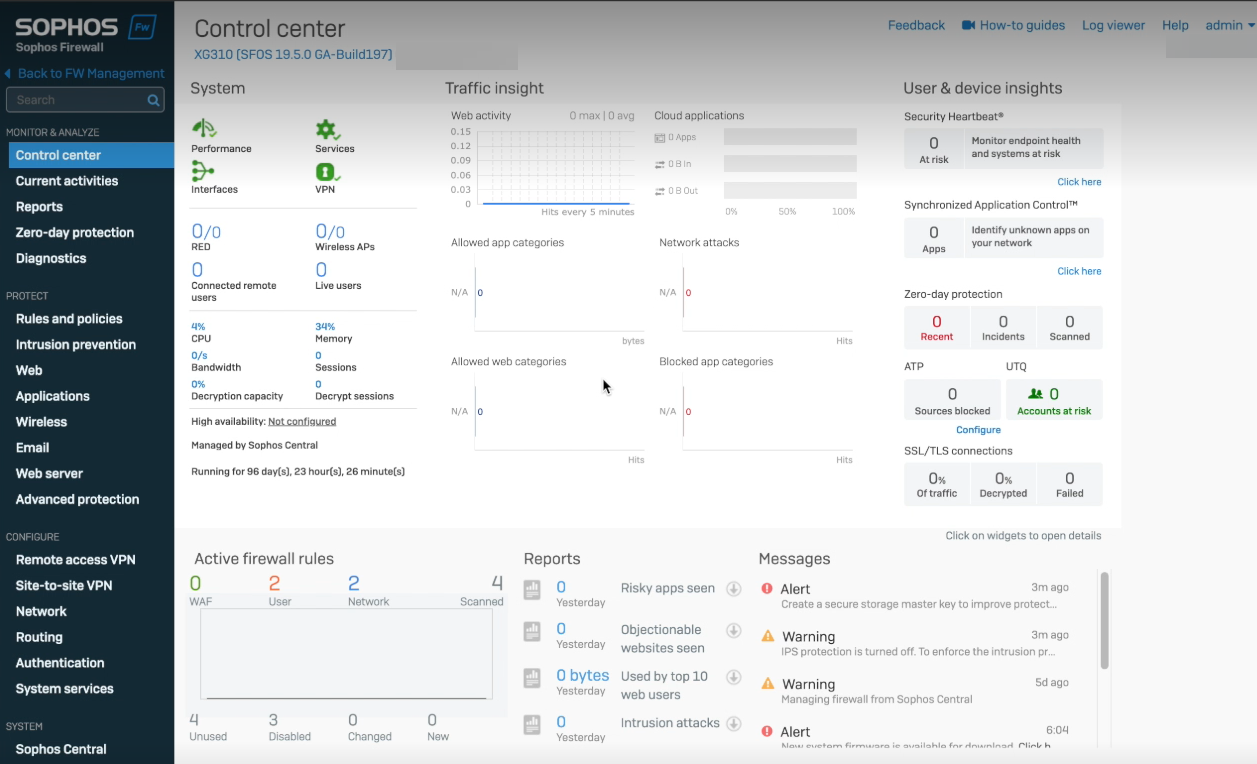 SOPHOS Fw
Sophos Firewall
Back to FW Management
Search
MONITOR & ANALYZE
Control center
Current activities
Reports
Zero-day protection
Diagnostics
PROTECT
Rules and policies
Intrusion prevention
Web
Applications
Wireless
Email
Web server
Advanced protection
CONFIGURE
Remote access VPN
Site-to-site VPN
Network
Routing
Authentication
System services
SYSTEM
Sophos Central
Control center
XG310 (SFOS 19.5.0 GA-Build197)
Feedback How-to guides Log viewer Help admin
System
Performance Services
Interfaces VPN
0/0 0/0
RED Wireless APs
0 0
Connected remote users Live users
4% 34%
CPU Memory
0/s 0
Bandwidth Sessions
0% 0
Decryption capacity Decrypt sessions
High availability: Not configured
Managed by Sophos Central
Running for 96 day(s), 23 hour(s), 26 minute(s)
Traffic insight
Web activity 0 max | 0 avg
0.15
0.12
0.09
0.06
0.03
0
Hits every 5 minutes
Cloud applications
0 Apps
0 B In
0 B Out
0% 50% 100%
Allowed app categories
N/A 0
bytes
Network attacks
N/A 0
Hits
Allowed web categories
N/A 0
Hits
Blocked app categories
N/A 0
Hits
User & device insights
Security Heartbeat®
0
At risk
Monitor endpoint health
and systems at risk
Click here
Synchronized Application Control™
0
Apps
Identify unknown apps on
your network
Click here
Zero-day protection
0 0 0
Recent Incidents Scanned
ATP UTQ
0 0
Sources blocked Accounts at risk
Configure
SSL/TLS connections
0% 0% 0
Of traffic Decrypted Failed
Click on widgets to open details
Active firewall rules
0 2 2 4
WAF User Network Scanned
4 3 0 0
Unused Disabled Changed New
Reports
0 Risky apps seen
Yesterday
0 Objectionable
Yesterday websites seen
0 bytes Used by top 10
Yesterday web users
0 Intrusion attacks
Yesterday
Messages
Alert 3m ago
Create a secure storage master key to improve protect...
Warning 3m ago
IPS protection is turned off. To enforce the intrusion pr...
Warning 5d ago
Managing firewall from Sophos Central
Alert 6:04
New system firmware is available for download. Click h